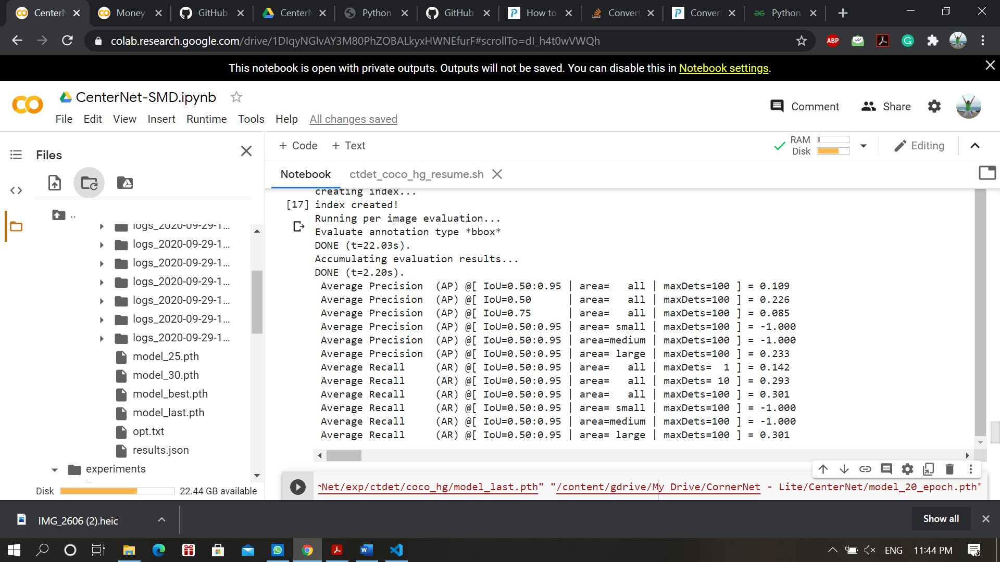 CenterN
Money
GitHub
CenterN
Python
GitHub
How to
Convert
Convert
Python
colab.research.google.com/drive/1DIqyNGlvAY3M80PhZOBALkyxHWNEfurF#scrollTo=dI_h4t0wVWQh
ABP
This notebook is open with private outputs. Outputs will not be saved. You can disable this in Notebook settings.
CenterNet-SMD.ipynb
File Edit View Insert Runtime Tools Help All changes saved
Comment
Share
Files
+ Code + Text
RAM
Disk
Editing
Notebook
ctdet_coco_hg_resume.sh
..
logs_2020-09-29-1...
logs_2020-09-29-1...
logs_2020-09-29-1...
logs_2020-09-29-1...
logs_2020-09-29-1...
logs_2020-09-29-1...
logs_2020-09-29-1...
model_25.pth
model_30.pth
model_best.pth
model_last.pth
opt.txt
results.json
experiments
Disk 22.44 GB available
creating index...
[17] index created!
Running per image evaluation...
Evaluate annotation type *bbox*
DONE (t=22.03s).
Accumulating evaluation results...
DONE (t=2.20s).
Average Precision (AP) @[ IoU=0.50:0.95 | area= all | maxDets=100 ] = 0.109
Average Precision (AP) @[ IoU=0.50 | area= all | maxDets=100 ] = 0.226
Average Precision (AP) @[ IoU=0.75 | area= all | maxDets=100 ] = 0.085
Average Precision (AP) @[ IoU=0.50:0.95 | area= small | maxDets=100 ] = -1.000
Average Precision (AP) @[ IoU=0.50:0.95 | area=medium | maxDets=100 ] = -1.000
Average Precision (AP) @[ IoU=0.50:0.95 | area= large | maxDets=100 ] = 0.233
Average Recall (AR) @[ IoU=0.50:0.95 | area= all | maxDets= 1 ] = 0.142
Average Recall (AR) @[ IoU=0.50:0.95 | area= all | maxDets= 10 ] = 0.293
Average Recall (AR) @[ IoU=0.50:0.95 | area= all | maxDets=100 ] = 0.301
Average Recall (AR) @[ IoU=0.50:0.95 | area= small | maxDets=100 ] = -1.000
Average Recall (AR) @[ IoU=0.50:0.95 | area=medium | maxDets=100 ] = -1.000
Average Recall (AR) @[ IoU=0.50:0.95 | area= large | maxDets=100 ] = 0.301
rNet/exp/ctdet/coco_hg/model_last.pth" "/content/gdrive/My Drive/CornerNet - Lite/CenterNet/model_20_epoch.pth"
IMG_2606 (2).heic
Show all
ENG 11:44 PM